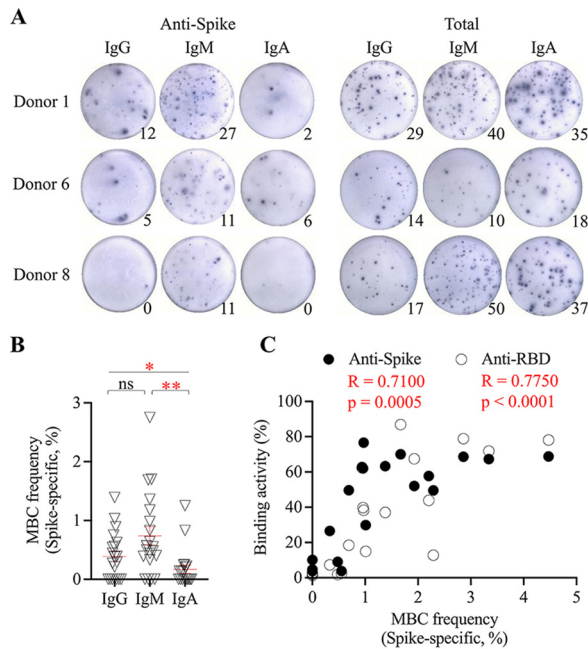 A
Anti-Spike Total
IgG IgM IgA IgG IgM IgA
Donor 1 12 27 2 29 40 35
Donor 6 5 11 6 14 10 18
Donor 8 0 11 0 17 50 37
B
* 
ns **
MBC frequency
(Spike-specific, %)
3
2
1
0
IgG IgM IgA
C
Anti-Spike Anti-RBD
R = 0.7100 R = 0.7750
p = 0.0005 p < 0.0001
Binding activity (%)
100
80
60
40
20
0
0 1 2 3 4 5
MBC frequency
(Spike-specific, %)